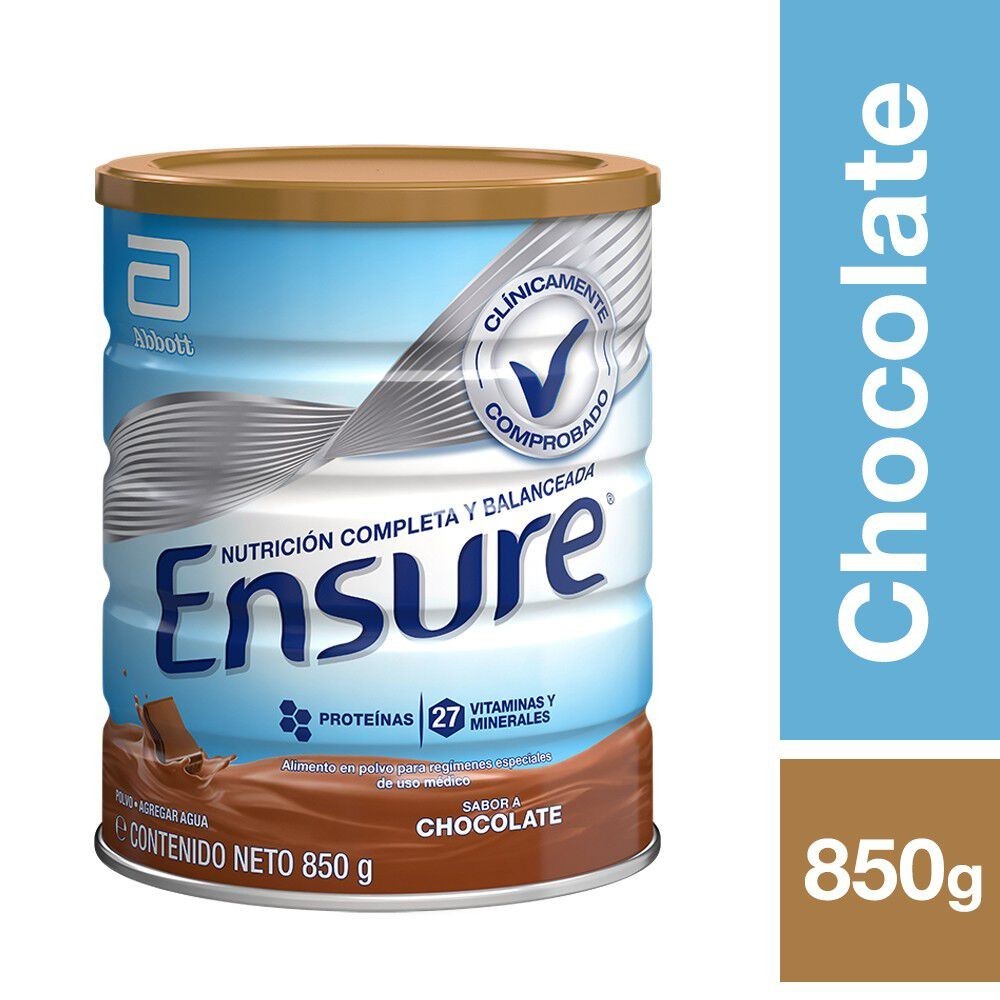 Abbott
CLÍNICAMENTE
COMPROBADO
NUTRICIÓN COMPLETA Y BALANCEADA
Ensure®
PROTEÍNAS
27 VITAMINAS Y
MINERALES
Alimento en polvo para regímenes especiales
de uso médico
POLVO • AGREGAR AGUA
℮ CONTENIDO NETO 850 g
SABOR A
CHOCOLATE
Chocolate
850g